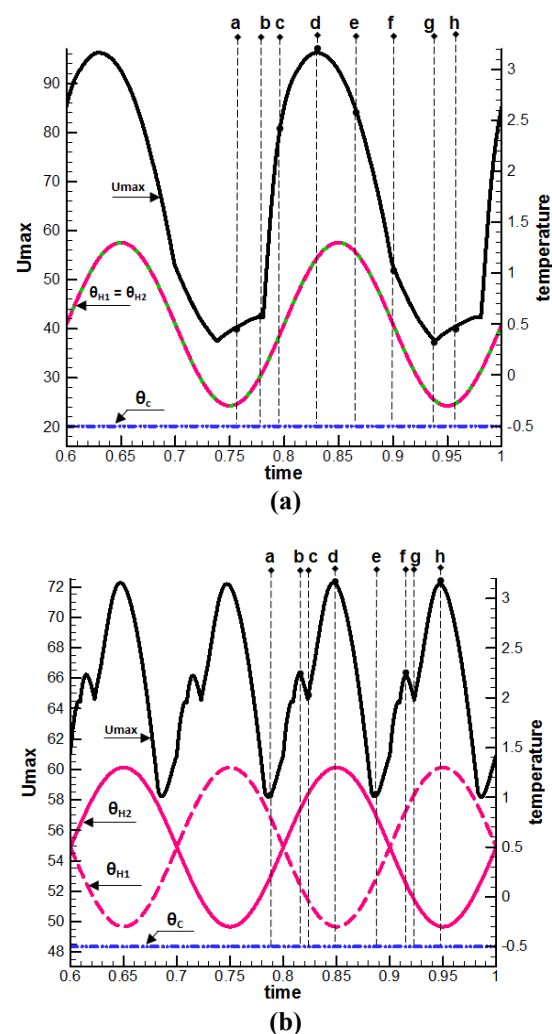 a b c d e f g h
90
80
70
60
50
40
30
20
Umax
3
2.5
2
1.5
1
0.5
0
-0.5
temperature
Umax
θH1 = θH2
θc
0.6 0.65 0.7 0.75 0.8 0.85 0.9 0.95 1
time
(a)
a b c d e f g h
72
70
68
66
64
62
60
58
56
54
52
50
48
Umax
3
2.5
2
1.5
1
0.5
0
-0.5
temperature
Umax
θH2
θH1
θC
0.6 0.65 0.7 0.75 0.8 0.85 0.9 0.95 1
time
(b)